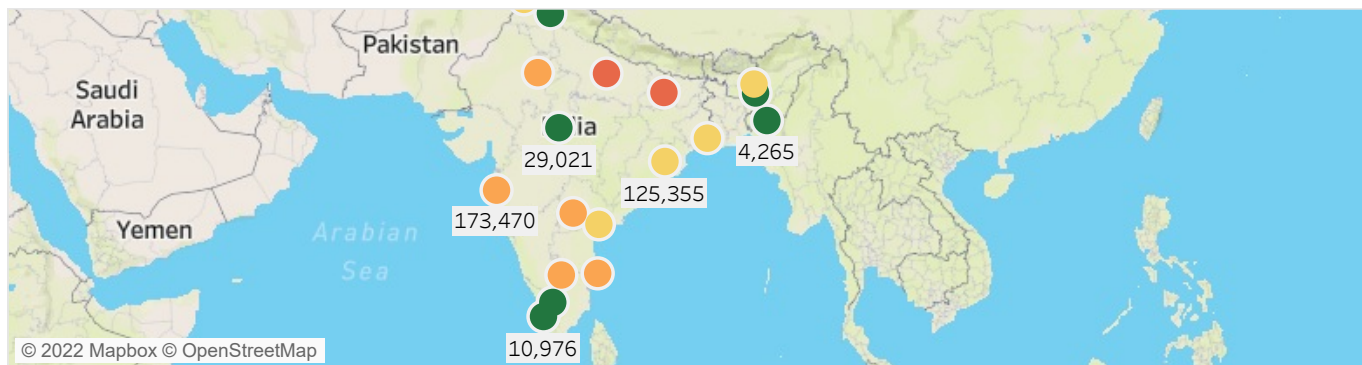 Pakistan
Saudi
Arabia
29,021
4,265
125,355
173,470
Yemen
Arabian
Sea
10,976
© 2022 Mapbox © OpenStreetMap